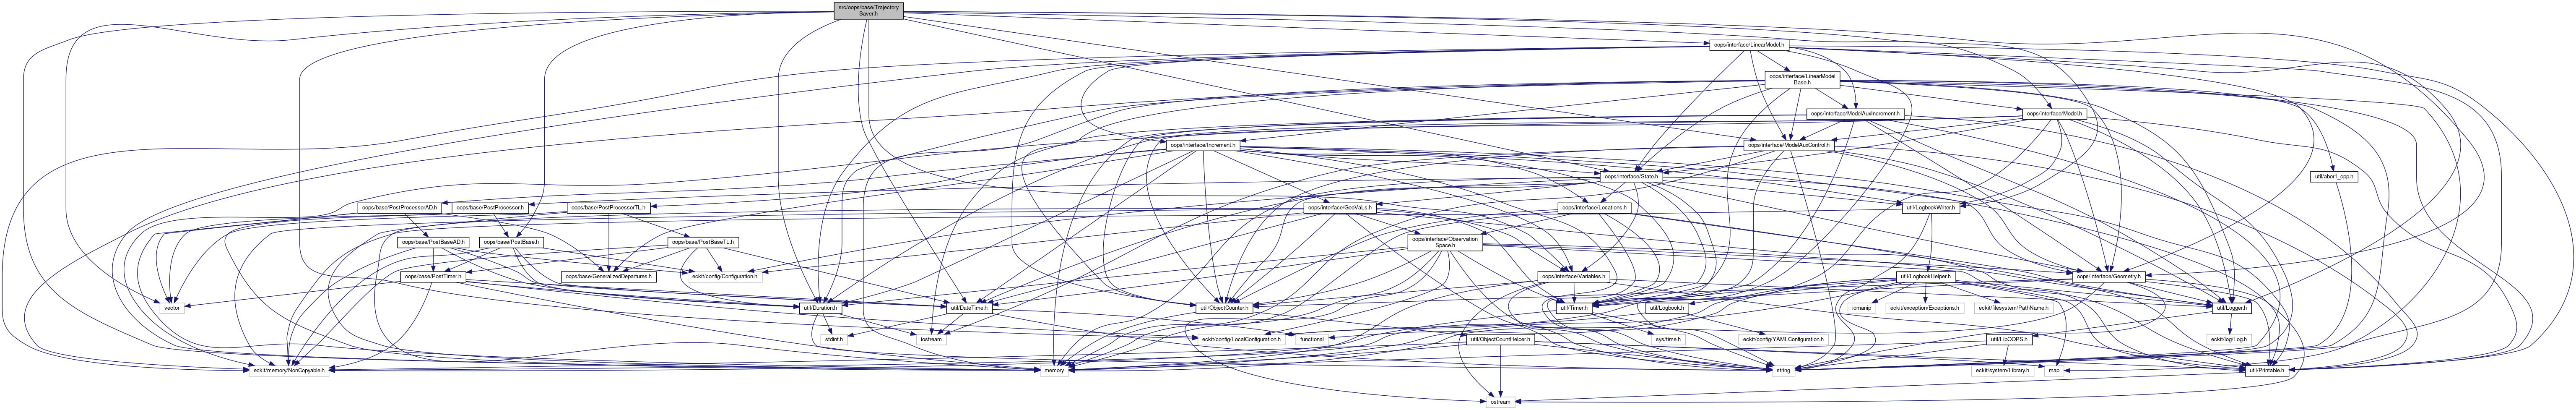 src/oops/base/Trajectory
Saver.h
oops/interface/LinearModel.h
oops/interface/LinearModel
Base.h
oops/interface/ModelAuxIncrement.h
oops/interface/Model.h
oops/interface/Increment.h
oops/interface/ModelAuxControl.h
oops/interface/State.h
util/abor1_cpp.h
oops/base/PostProcessorAD.h
oops/base/PostProcessor.h
oops/base/PostProcessorTL.h
oops/interface/GeoVaLs.h
oops/interface/Locations.h
util/LogbookWriter.h
oops/base/PostBaseAD.h
oops/base/PostBase.h
oops/base/PostBaseTL.h
oops/interface/Observation
Space.h
oops/base/PostTimer.h
oops/base/GeneralizedDepartures.h
eckit/config/Configuration.h
oops/interface/Variables.h
util/LogbookHelper.h
oops/interface/Geometry.h
vector
util/Duration.h
util/DateTime.h
util/ObjectCounter.h
util/Timer.h
util/Logbook.h
iomanip
eckit/exception/Exceptions.h
eckit/filesystem/PathName.h
util/Logger.h
stdint.h
iostream
eckit/config/LocalConfiguration.h
functional
util/ObjectCountHelper.h
sys/time.h
eckit/config/YAMLConfiguration.h
util/LibOOPS.h
eckit/log/Log.h
eckit/memory/NonCopyable.h
memory
string
eckit/system/Library.h
map
util/Printable.h
ostream